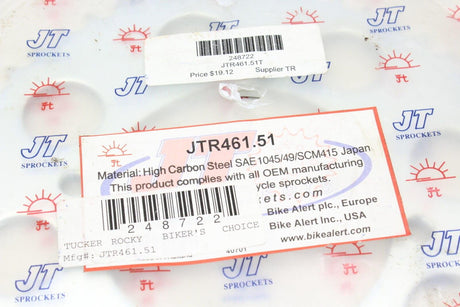 JT
SPROCKETS
248722
JTR461.51T
Price $19.12 Supplier TR
JT
SPROCKETS
JT
SPROCKETS
JT
SPROCKETS
JT
SPROCKETS
JTR461.51
Material: High Carbon Steel SAE 1045/49/SCM415 Japan
This product complies with all OEM manufacturing
cycle sprockets.
kets.com
248722
TUCKER ROCKY BIKER'S CHOICE
Mfg#: JTR461.51
Bike Alert plc., Europe
Bike Alert Inc., USA
www.bikealert.com
40701
JT
SPROCKETS
JT
SPROCKETS